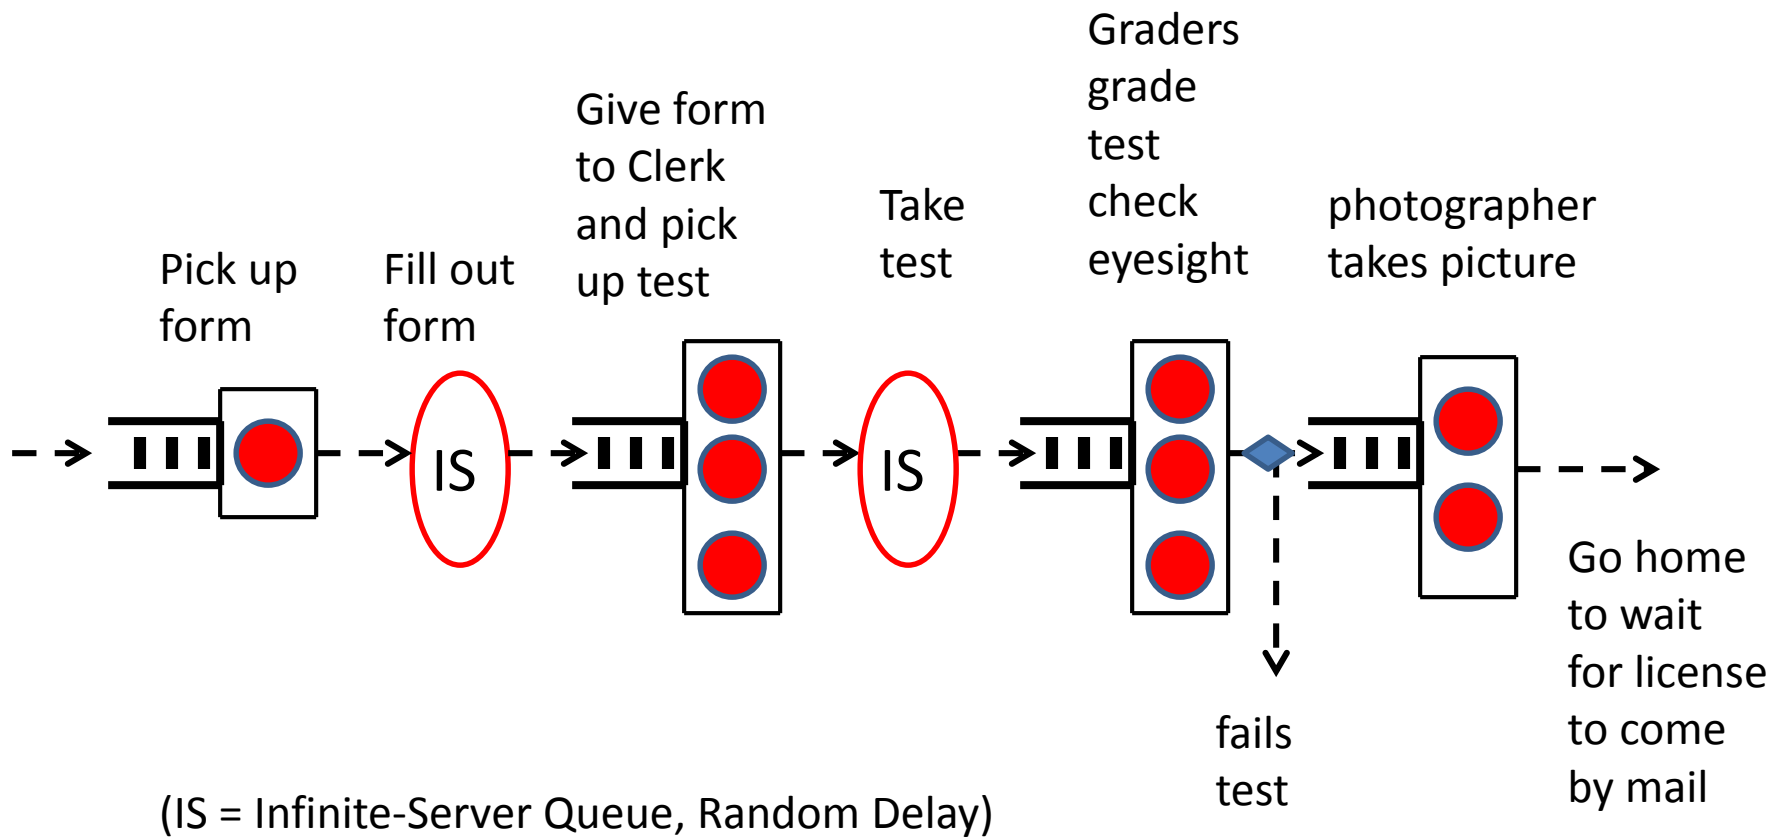 Pick up
form
Fill out
form
IS
Give form
to Clerk
and pick
up test
Take
test
IS
Graders
grade
test
check
eyesight
photographer
takes picture
fails
test
Go home
to wait
for license
to come
by mail
(IS = Infinite-Server Queue, Random Delay)